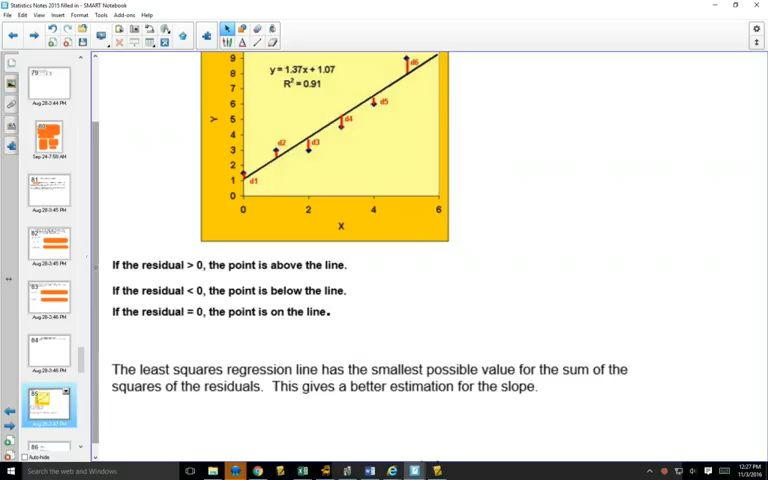 Statistics Notes 2015 filled in - SMART Notebook
File Edit View Insert Format Tools Add-ons Help
79
Aug 28-3:44 PM
80
Sep 24-7:58 AM
81
Aug 28-3:45 PM
82
Aug 28-3:45 PM
83
Aug 28-3:46 PM
84
Aug 28-3:46 PM
85
Aug 28-3:47 PM
86
Auto-hide
9
8
7
6
5
4
3
2
1
0
Y
y = 1.37x + 1.07
R² = 0.91
d1
d2
d3
d4
d5
d6
0 2 4 6
X
If the residual > 0, the point is above the line.
If the residual < 0, the point is below the line.
If the residual = 0, the point is on the line.
The least squares regression line has the smallest possible value for the sum of the
squares of the residuals. This gives a better estimation for the slope.
Search the web and Windows
12:27 PM
11/3/2016